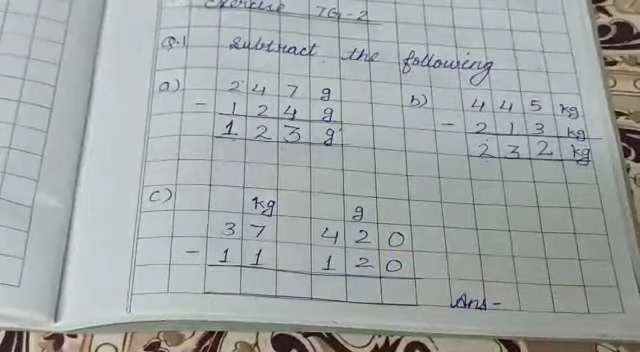 Exercise 7G-2
Q.1 Subtract the following
a) 2 4 7 g
- 1 2 4 g
1 2 3 g
b) 4 4 5 kg
- 2 1 3 kg
2 3 2 kg
c) kg g
3 7 4 2 0
- 1 1 1 2 0
Ans-